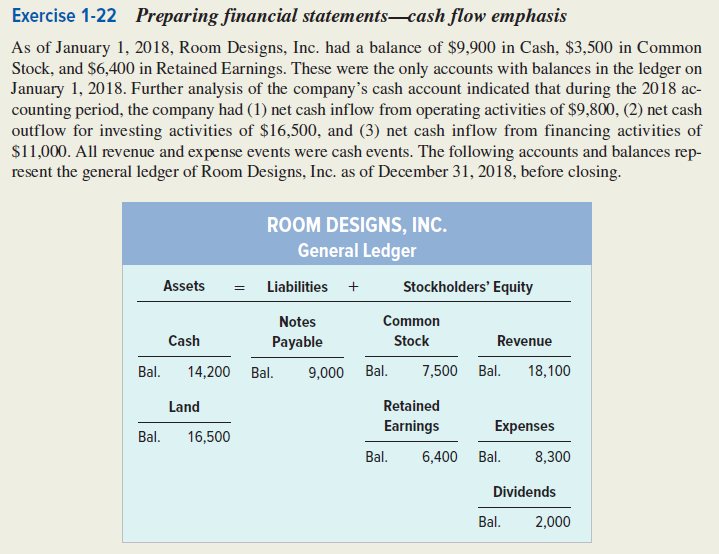 Exercise 1-22 Preparing financial statements—cash flow emphasis
As of January 1, 2018, Room Designs, Inc. had a balance of $9,900 in Cash, $3,500 in Common
Stock, and $6,400 in Retained Earnings. These were the only accounts with balances in the ledger on
January 1, 2018. Further analysis of the company's cash account indicated that during the 2018 ac-
counting period, the company had (1) net cash inflow from operating activities of $9,800, (2) net cash
outflow for investing activities of $16,500, and (3) net cash inflow from financing activities of
$11,000. All revenue and expense events were cash events. The following accounts and balances rep-
resent the general ledger of Room Designs, Inc. as of December 31, 2018, before closing.
ROOM DESIGNS, INC.
General Ledger
Assets = Liabilities + Stockholders' Equity
Notes Common
Cash Payable Stock Revenue
Bal. 14,200 Bal. 9,000 Bal. 7,500 Bal. 18,100
Land Retained
Earnings Expenses
Bal. 16,500
Bal. 6,400 Bal. 8,300
Dividends
Bal. 2,000